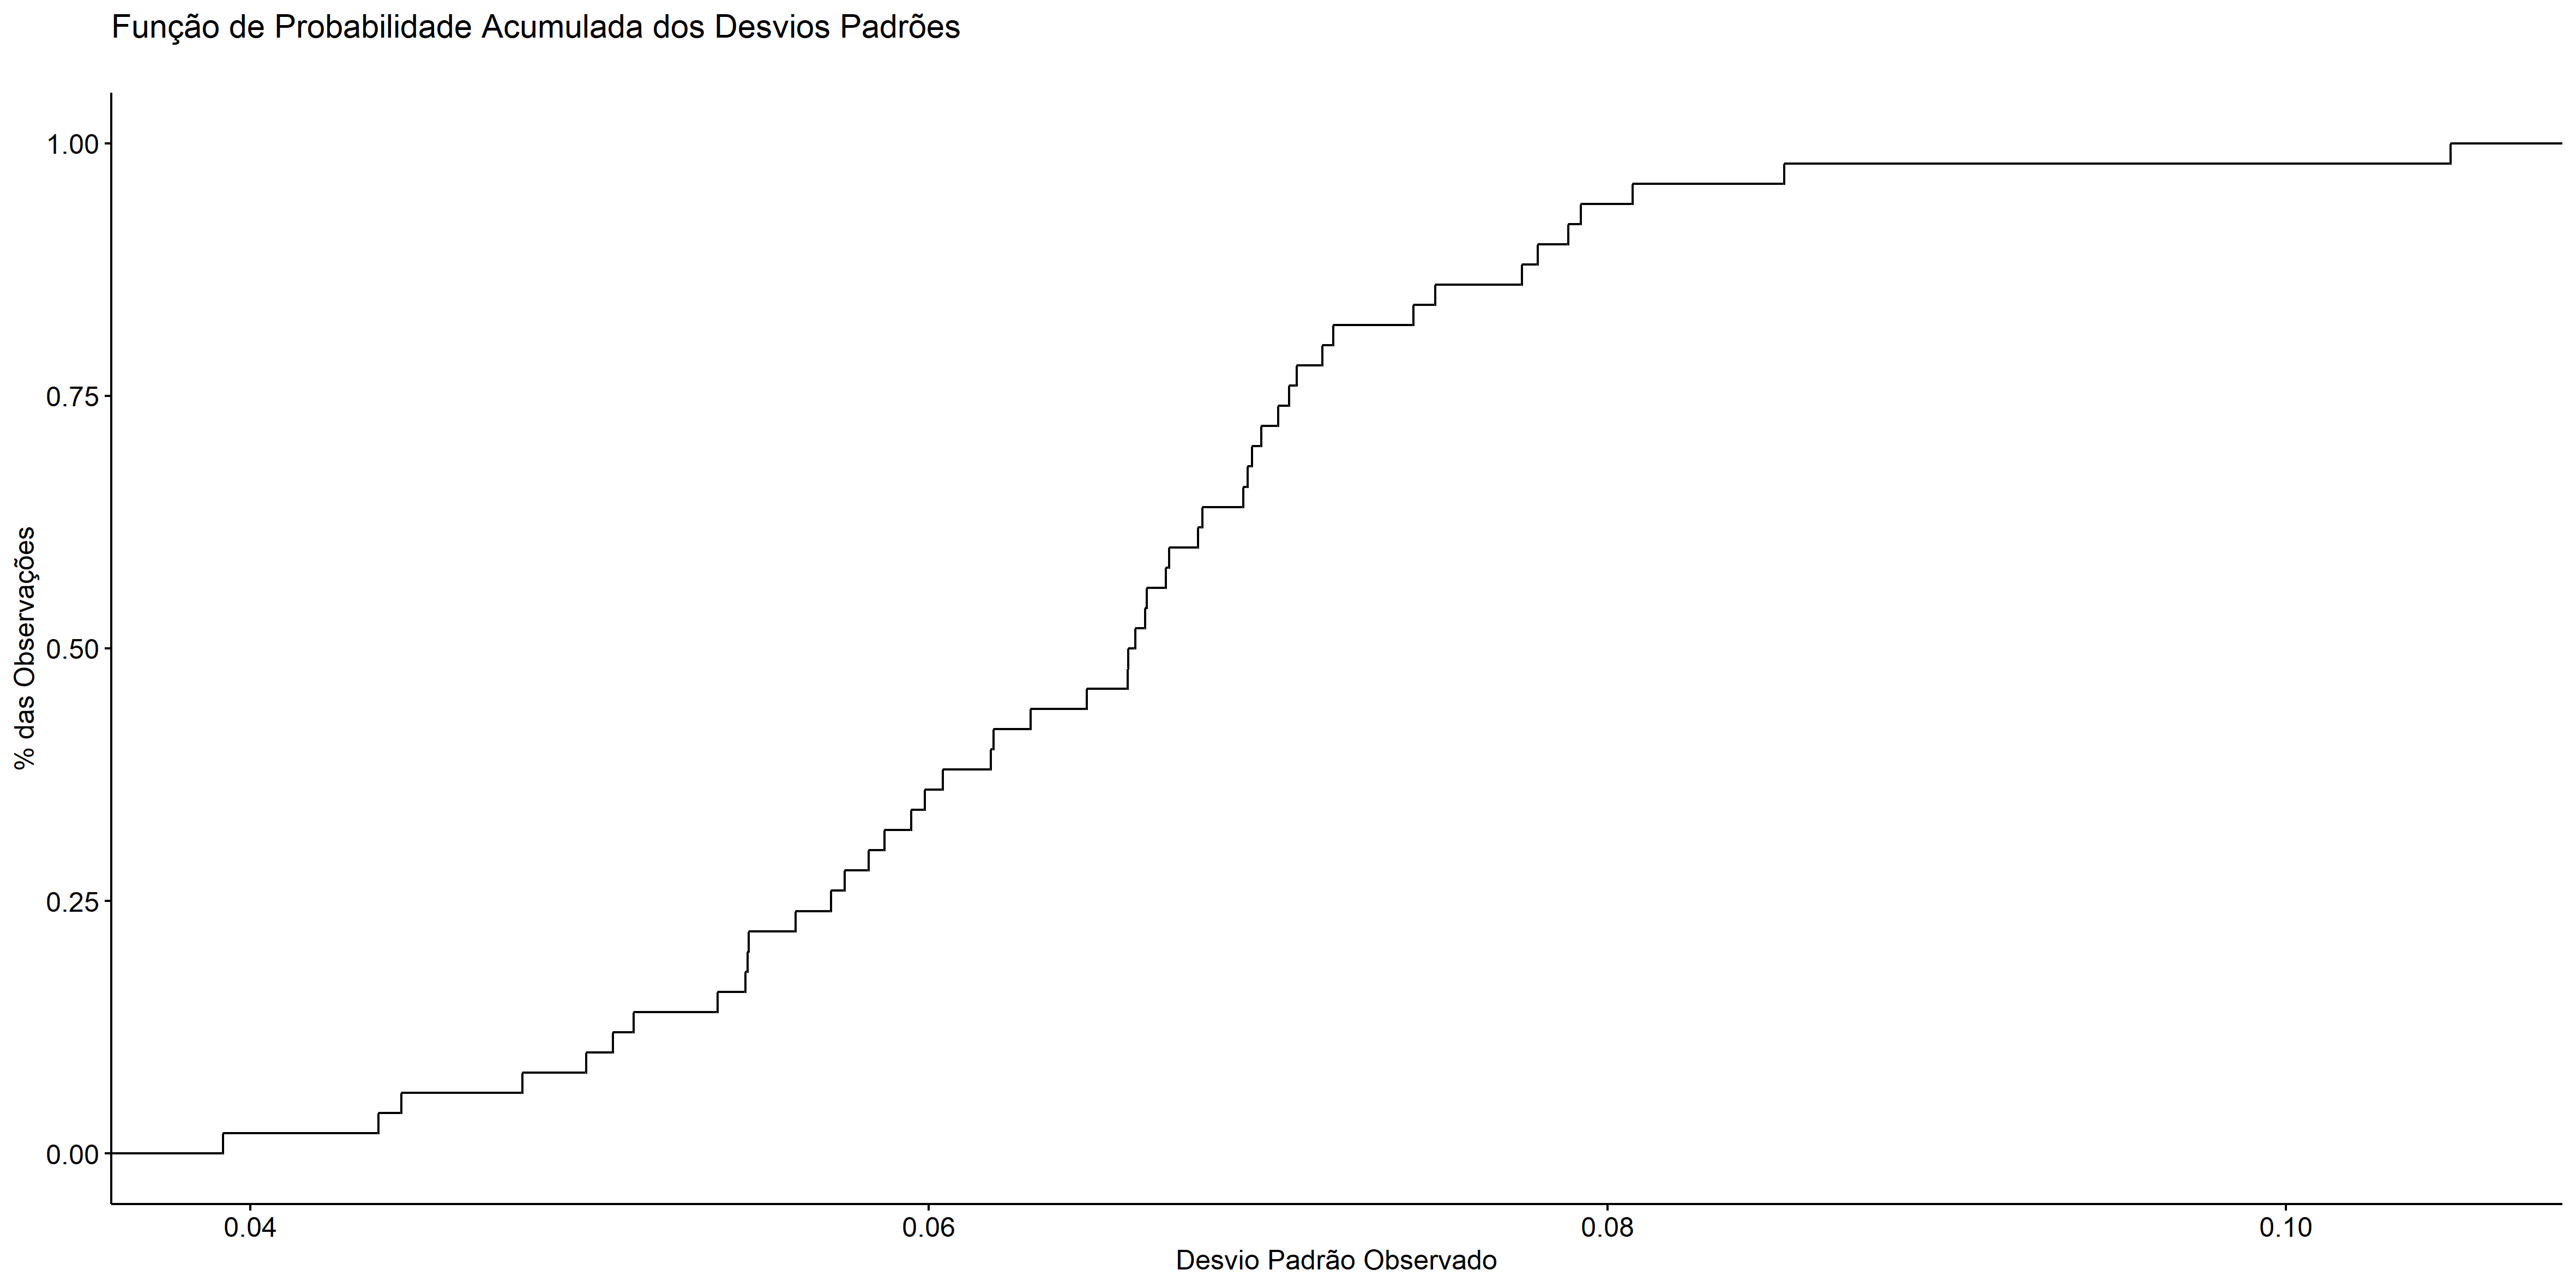 Função de Probabilidade Acumulada dos Desvios Padrões
1.00
0.75
0.50
0.25
0.00
% das Observações
0.04 0.06 0.08 0.10
Desvio Padrão Observado